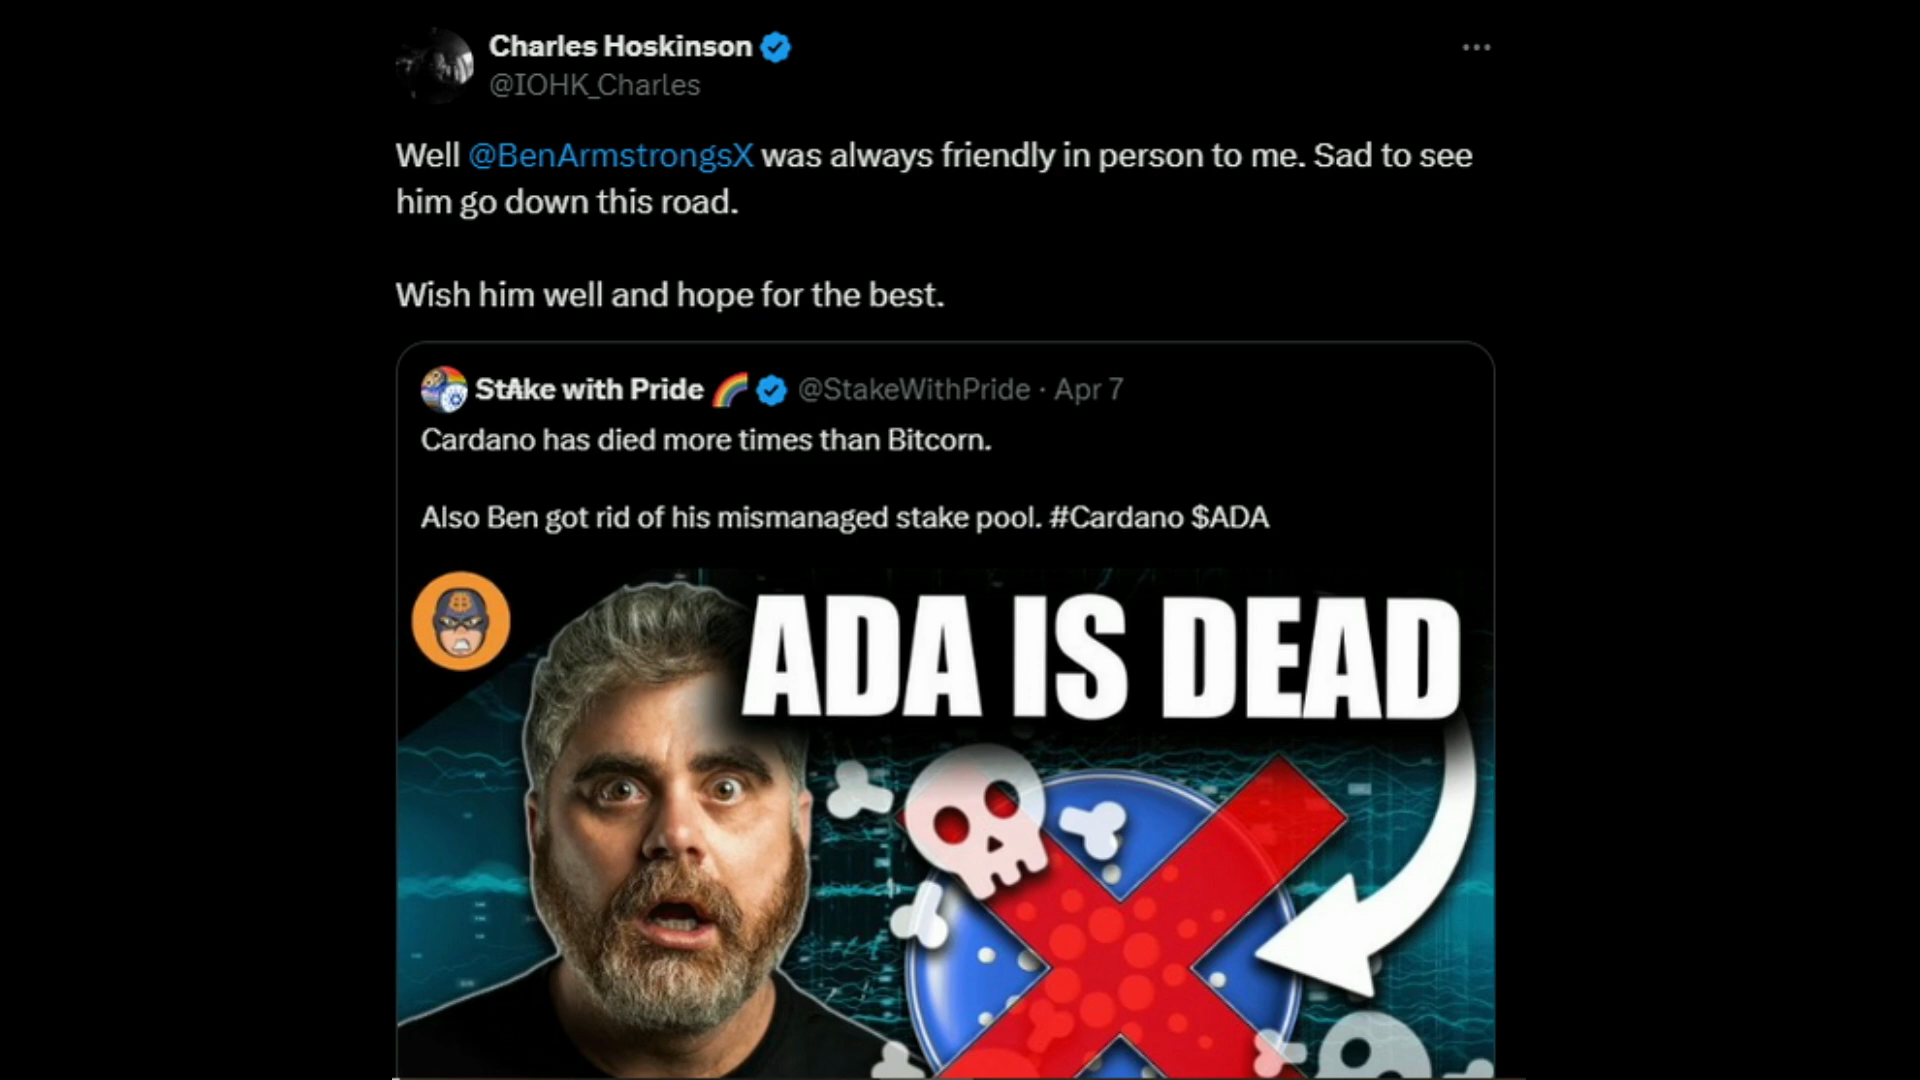 Charles Hoskinson
@IOHK_Charles
Well @BenArmstrongsX was always friendly in person to me. Sad to see
him go down this road.
Wish him well and hope for the best.
StAke with Pride 🌈 @StakeWithPride · Apr 7
Cardano has died more times than Bitcorn.
Also Ben got rid of his mismanaged stake pool. #Cardano $ADA
ADA IS DEAD